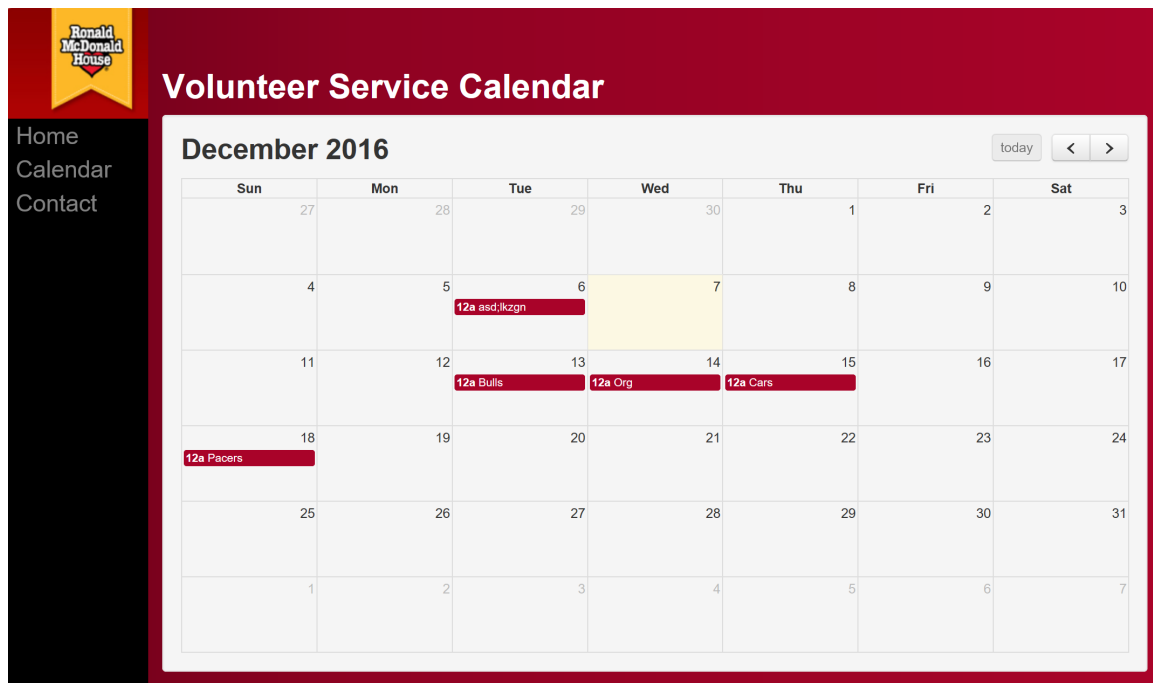 Ronald
McDonald
House
Volunteer Service Calendar
Home
Calendar
Contact
December 2016
today
Sun Mon Tue Wed Thu Fri Sat
27 28 29 30 1 2 3
4 5 6 7 8 9 10
12a asd;lkzgn
11 12 13 14 15 16 17
12a Bulls 12a Org 12a Cars
18 19 20 21 22 23 24
12a Pacers
25 26 27 28 29 30 31
1 2 3 4 5 6 7